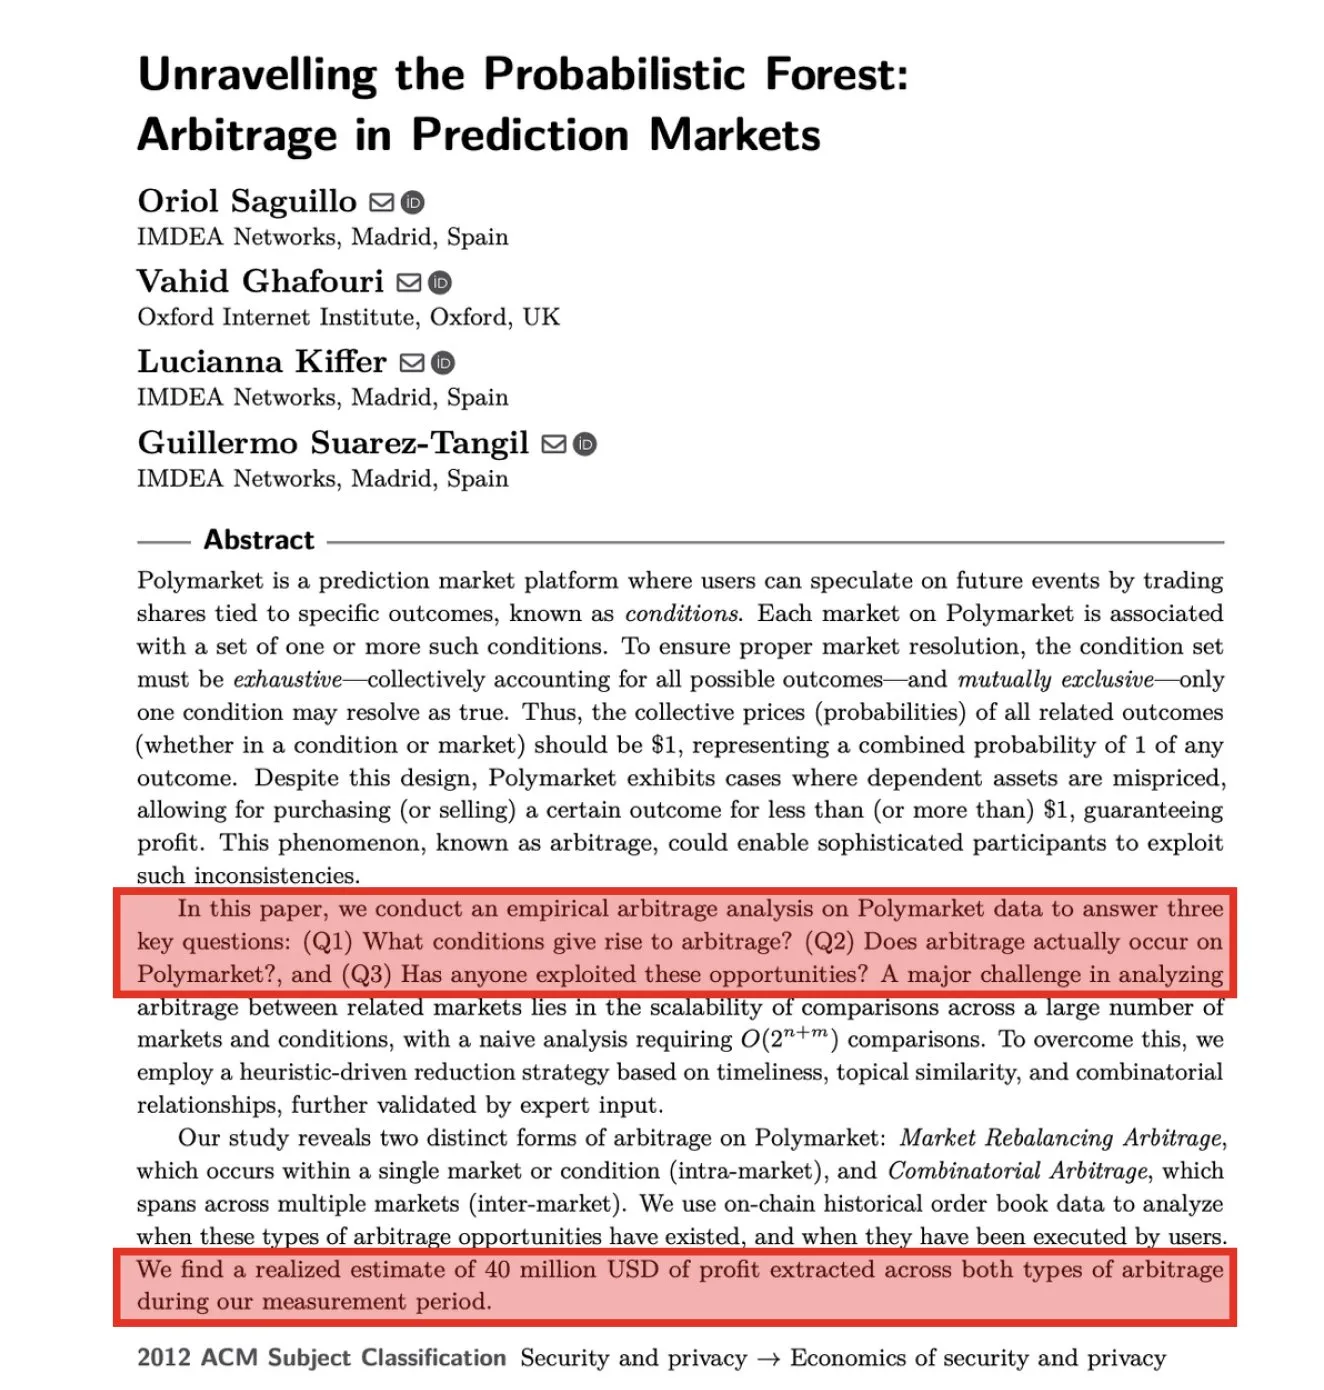 Unravelling the Probabilistic Forest:
Arbitrage in Prediction Markets
Oriol Saguillo
IMDEA Networks, Madrid, Spain
Vahid Ghafouri
Oxford Internet Institute, Oxford, UK
Lucianna Kiffer
IMDEA Networks, Madrid, Spain
Guillermo Suarez-Tangil
IMDEA Networks, Madrid, Spain
Abstract
Polymarket is a prediction market platform where users can speculate on future events by trading
shares tied to specific outcomes, known as conditions. Each market on Polymarket is associated
with a set of one or more such conditions. To ensure proper market resolution, the condition set
must be exhaustive—collectively accounting for all possible outcomes—and mutually exclusive—only
one condition may resolve as true. Thus, the collective prices (probabilities) of all related outcomes
(whether in a condition or market) should be $1, representing a combined probability of 1 of any
outcome. Despite this design, Polymarket exhibits cases where dependent assets are mispriced,
allowing for purchasing (or selling) a certain outcome for less than (or more than) $1, guaranteeing
profit. This phenomenon, known as arbitrage, could enable sophisticated participants to exploit
such inconsistencies.
In this paper, we conduct an empirical arbitrage analysis on Polymarket data to answer three
key questions: (Q1) What conditions give rise to arbitrage? (Q2) Does arbitrage actually occur on
Polymarket?, and (Q3) Has anyone exploited these opportunities? A major challenge in analyzing
arbitrage between related markets lies in the scalability of comparisons across a large number of
markets and conditions, with a naive analysis requiring O(2ⁿ⁺ᵐ) comparisons. To overcome this, we
employ a heuristic-driven reduction strategy based on timeliness, topical similarity, and combinatorial
relationships, further validated by expert input.
Our study reveals two distinct forms of arbitrage on Polymarket: Market Rebalancing Arbitrage,
which occurs within a single market or condition (intra-market), and Combinatorial Arbitrage, which
spans across multiple markets (inter-market). We use on-chain historical order book data to analyze
when these types of arbitrage opportunities have existed, and when they have been executed by users.
We find a realized estimate of 40 million USD of profit extracted across both types of arbitrage
during our measurement period.
2012 ACM Subject Classification Security and privacy → Economics of security and privacy